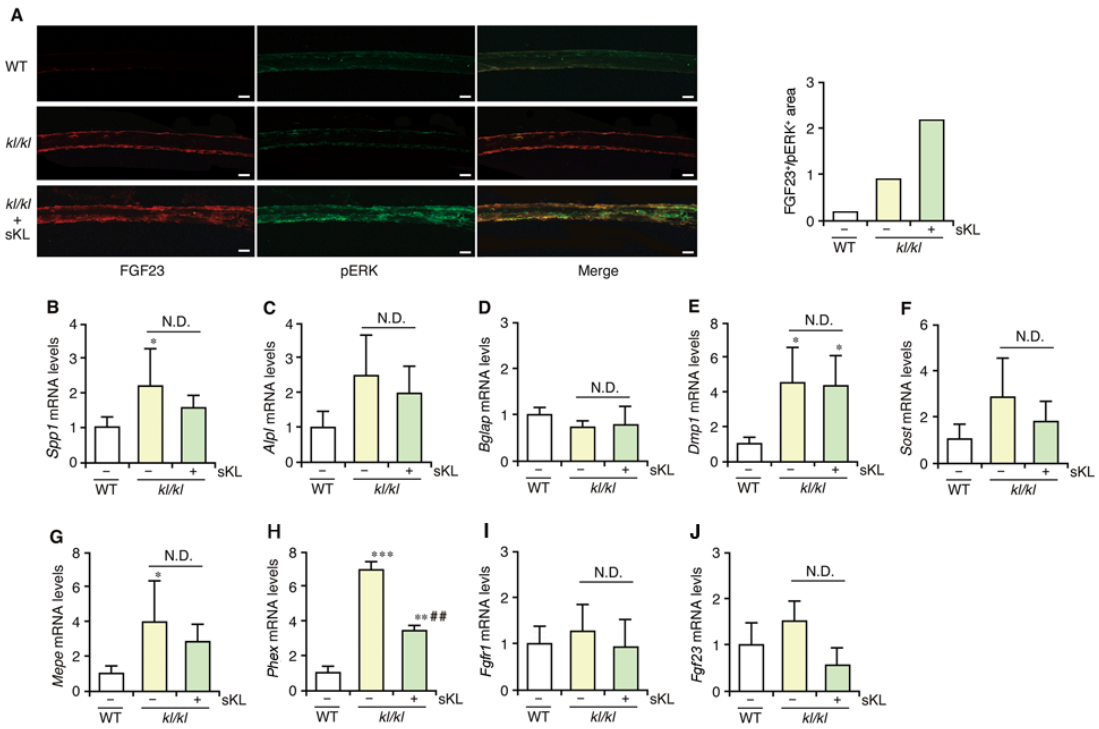 A
WT
kl/kl
kl/kl
+
sKL
FGF23
pERK
Merge
FGF23+/pERK+ area
3
2
1
0
− − + sKL
WT kl/kl
B
Spp1 mRNA levels
4
3
2
1
0
N.D.
*
− − + sKL
WT kl/kl
C
Alpl mRNA levels
4
3
2
1
0
N.D.
− − + sKL
WT kl/kl
D
Bglap mRNA levels
3
2
1
0
N.D.
− − + sKL
WT kl/kl
E
Dmp1 mRNA levels
8
6
4
2
0
N.D.
* *
− − + sKL
WT kl/kl
F
Sost mRNA levels
6
4
2
0
N.D.
− − + sKL
WT kl/kl
G
Mepe mRNA levels
8
6
4
2
0
N.D.
*
− − + sKL
WT kl/kl
H
Phex mRNA levels
8
6
4
2
0
***
**##
− − + sKL
WT kl/kl
I
Fgfr1 mRNA levls
3
2
1
0
N.D.
− − + sKL
WT kl/kl
J
Fgf23 mRNA levls
3
2
1
0
N.D.
− − + sKL
WT kl/kl